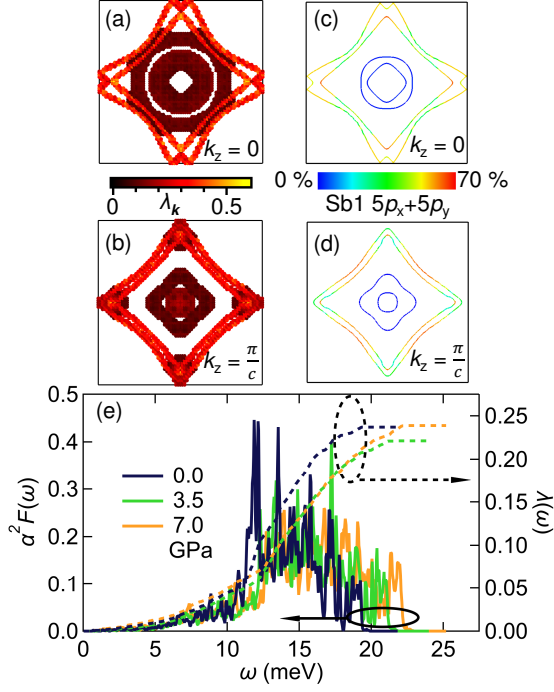 (a)
k_z = 0
(c)
k_z = 0
0 λ_k 0.5
0 % 70 %
Sb1 5p_x+5p_y
(b)
k_z = π/c
(d)
k_z = π/c
(e)
0.5
0.4
0.3
0.2
0.1
0.0
α²F(ω)
0.0
3.5
7.0
GPa
0.20
0.15
0.10
0.05
0.00
λ(ω)
0 5 10 15 20 25
ω (meV)